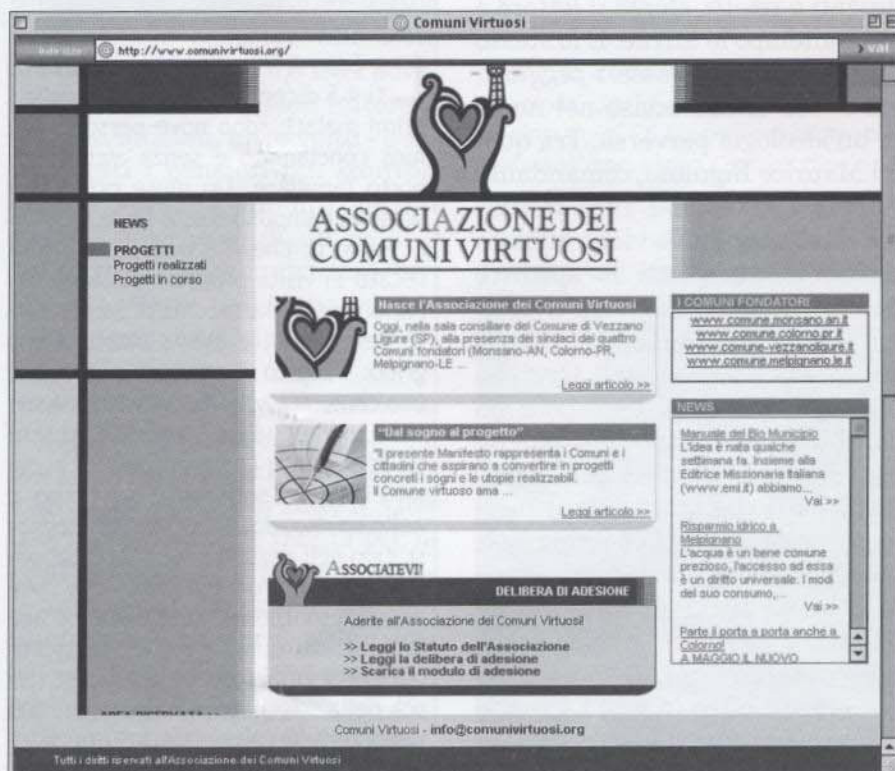 Comuni Virtuosi
http://www.comunivirtuosi.org/
NEWS
PROGETTI
Progetti realizzati
Progetti in corso
ASSOCIAZIONE DEI
COMUNI VIRTUOSI
Nasce l'Associazione dei Comuni Virtuosi
Oggi, nella sala consiliare del Comune di Vezzano
Ligure (SP), alla presenza dei sindaci dei quattro
Comuni fondatori (Monsano-AN, Colorno-PR,
Melpignano-LE ...
Leggi articolo >>
"Dal sogno al progetto"
"Il presente Manifesto rappresenta i Comuni e i
cittadini che aspirano a convertire in progetti
concreti i sogni e le utopie realizzabili.
Il Comune virtuoso ama ...
Leggi articolo >>
ASSOCIATEVI!
DELIBERA DI ADESIONE
Aderite all'Associazione dei Comuni Virtuosi!
>> Leggi lo Statuto dell'Associazione
>> Leggi la delibera di adesione
>> Scarica il modulo di adesione
I COMUNI FONDATORI
www.comune.monsano.an.it
www.comune.colorno.pr.it
www.comune-vezzanoligure.it
www.comune.melpignano.le.it
NEWS
Manuale del Bio Municipio
L'idea è nata qualche
settimana fa. Insieme alla
Editrice Missionaria Italiana
(www.emi.it) abbiamo...
Vai >>
Risparmio idrico a
Melpignano
L'acqua è un bene comune
prezioso, l'accesso ad essa
è un diritto universale. I modi
del suo consumo,...
Vai >>
Parte il porta a porta anche a
Colorno!
A MAGGIO IL NUOVO
Comuni Virtuosi - info@comunivirtuosi.org
Tutti i diritti riservati all'Associazione dei Comuni Virtuosi